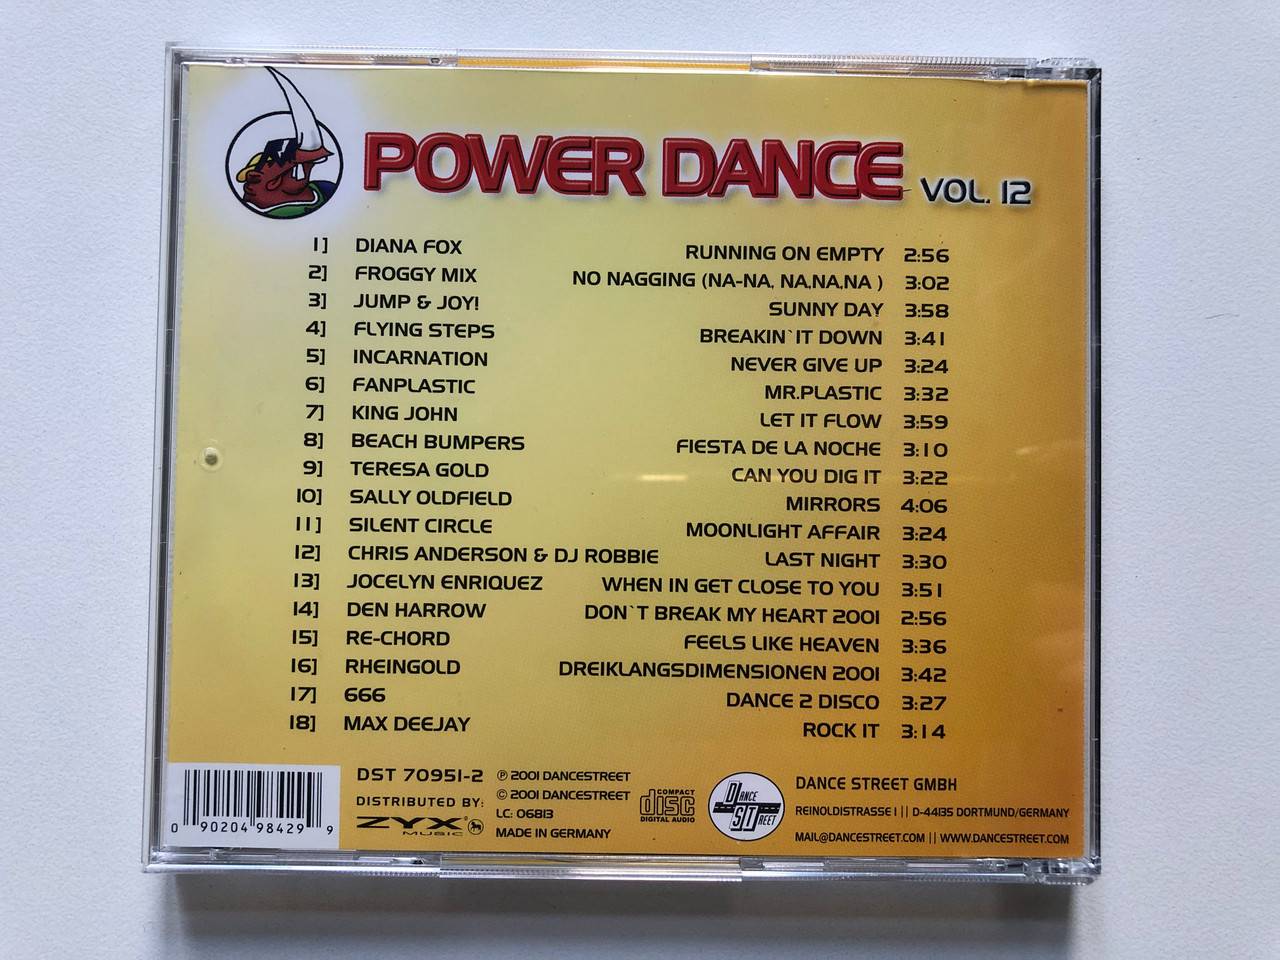 POWER DANCE VOL. 12
1] DIANA FOX RUNNING ON EMPTY 2:56
2] FROGGY MIX NO NAGGING (NA-NA, NA,NA,NA ) 3:02
3] JUMP & JOY! SUNNY DAY 3:58
4] FLYING STEPS BREAKIN`IT DOWN 3:41
5] INCARNATION NEVER GIVE UP 3:24
6] FANPLASTIC MR.PLASTIC 3:32
7] KING JOHN LET IT FLOW 3:59
8] BEACH BUMPERS FIESTA DE LA NOCHE 3:10
9] TERESA GOLD CAN YOU DIG IT 3:22
10] SALLY OLDFIELD MIRRORS 4:06
11] SILENT CIRCLE MOONLIGHT AFFAIR 3:24
12] CHRIS ANDERSON & DJ ROBBIE LAST NIGHT 3:30
13] JOCELYN ENRIQUEZ WHEN IN GET CLOSE TO YOU 3:51
14] DEN HARROW DON`T BREAK MY HEART 2001 2:56
15] RE-CHORD FEELS LIKE HEAVEN 3:36
16] RHEINGOLD DREIKLANGSDIMENSIONEN 2001 3:42
17] 666 DANCE 2 DISCO 3:27
18] MAX DEEJAY ROCK IT 3:14
0 90204 98429 9
DST 70951-2
DISTRIBUTED BY:
ZYX®
MUSIC
℗ 2001 DANCESTREET
© 2001 DANCESTREET
LC: 06813
MADE IN GERMANY
COMPACT
disc
DIGITAL AUDIO
DANCE
STREET
DANCE STREET GMBH
REINOLDISTRASSE 1 || D-44135 DORTMUND/GERMANY
MAIL@DANCESTREET.COM || WWW.DANCESTREET.COM